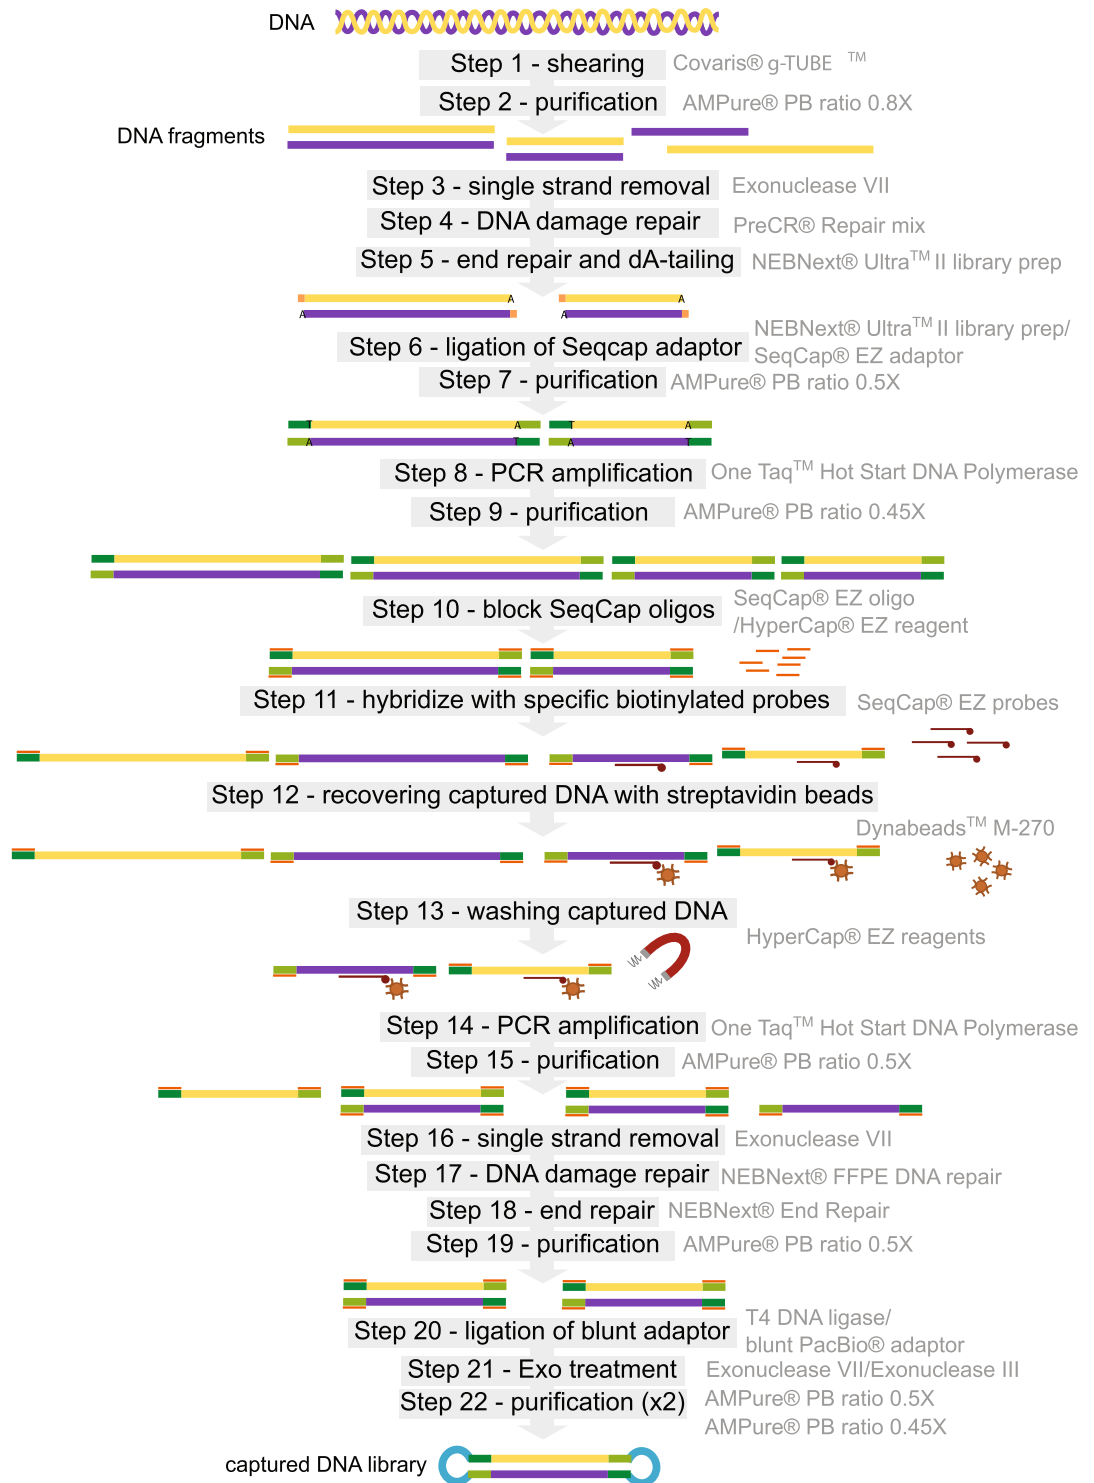 DNA
Step 1 - shearing
Covaris® g-TUBE ™
Step 2 - purification
AMPure® PB ratio 0.8X
DNA fragments
Step 3 - single strand removal
Exonuclease VII
Step 4 - DNA damage repair
PreCR® Repair mix
Step 5 - end repair and dA-tailing
NEBNext® Ultra™ II library prep
A
A
A
A
NEBNext® Ultra™ II library prep/
Step 6 - ligation of Seqcap adaptor
SeqCap® EZ adaptor
Step 7 - purification
AMPure® PB ratio 0.5X
T
A
T
A
A
T
A
T
Step 8 - PCR amplification
One Taq™ Hot Start DNA Polymerase
Step 9 - purification
AMPure® PB ratio 0.45X
Step 10 - block SeqCap oligos
SeqCap® EZ oligo
/HyperCap® EZ reagent
Step 11 - hybridize with specific biotinylated probes
SeqCap® EZ probes
Step 12 - recovering captured DNA with streptavidin beads
Dynabeads™ M-270
Step 13 - washing captured DNA
HyperCap® EZ reagents
Step 14 - PCR amplification
One Taq™ Hot Start DNA Polymerase
Step 15 - purification
AMPure® PB ratio 0.5X
Step 16 - single strand removal
Exonuclease VII
Step 17 - DNA damage repair
NEBNext® FFPE DNA repair
Step 18 - end repair
NEBNext® End Repair
Step 19 - purification
AMPure® PB ratio 0.5X
Step 20 - ligation of blunt adaptor
T4 DNA ligase/
blunt PacBio® adaptor
Step 21 - Exo treatment
Exonuclease VII/Exonuclease III
Step 22 - purification (x2)
AMPure® PB ratio 0.5X
AMPure® PB ratio 0.45X
captured DNA library